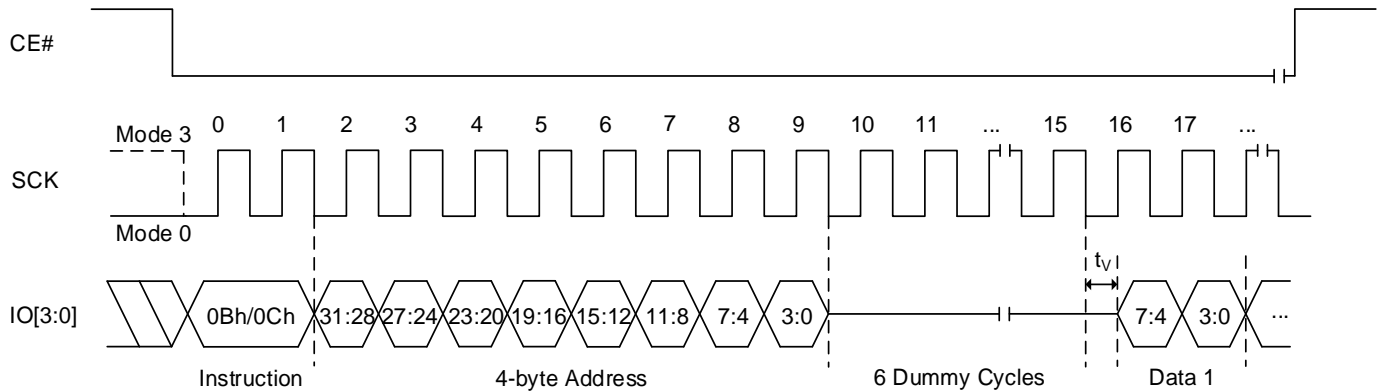 CE#
0 1 2 3 4 5 6 7 8 9 10 11 ... 15 16 17 ...
Mode 3
SCK
Mode 0
tV
IO[3:0] 0Bh/0Ch 31:28 27:24 23:20 19:16 15:12 11:8 7:4 3:0 7:4 3:0 ...
Instruction 4-byte Address 6 Dummy Cycles Data 1